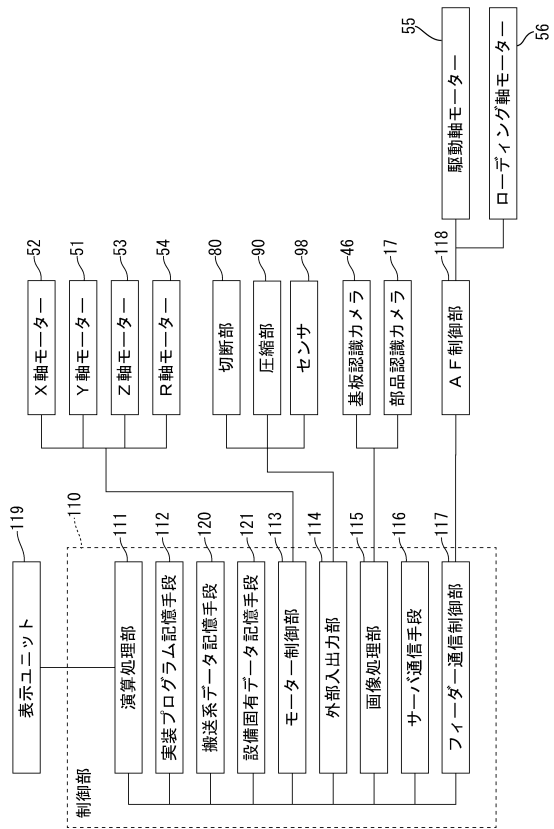 119
表示ユニット
制御部
110
111
演算処理部
112
実装プログラム記憶手段
120
搬送系データ記憶手段
121
設備固有データ記憶手段
113
モーター制御部
114
外部入出力部
115
画像処理部
116
サーバ通信手段
117
フィーダー通信制御部
52
X軸モーター
51
Y軸モーター
53
Z軸モーター
54
R軸モーター
80
切断部
90
圧縮部
98
センサ
46
基板認識カメラ
17
部品認識カメラ
118
AF制御部
55
駆動軸モーター
56
ローディング軸モーター